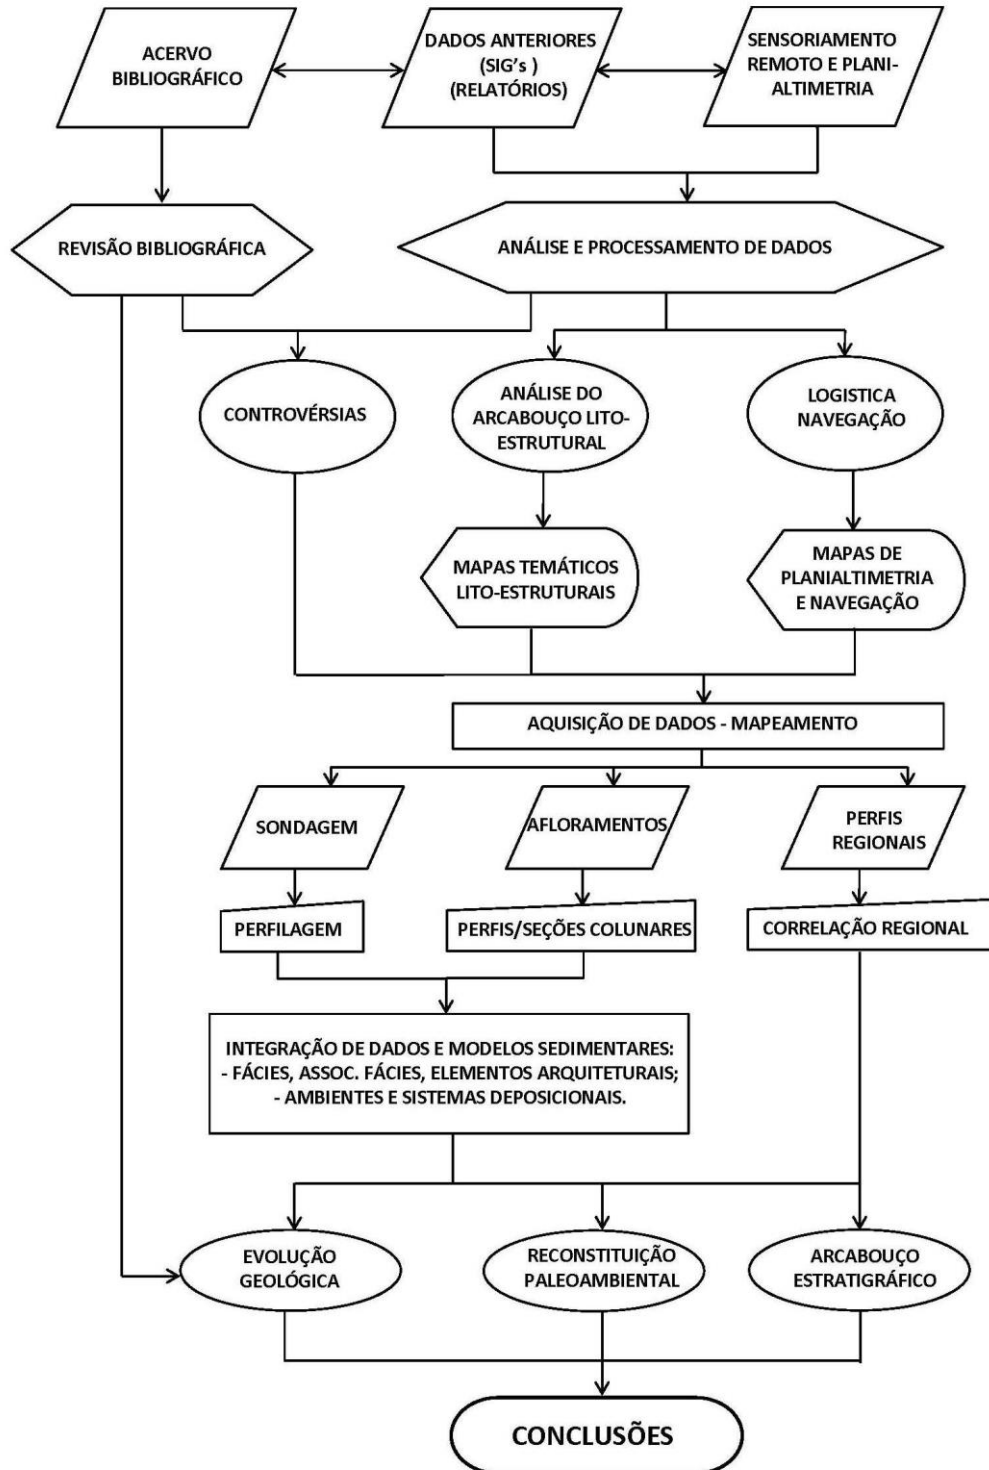 ACERVO
BIBLIOGRÁFICO
DADOS ANTERIORES
(SIG's )
(RELATÓRIOS)
SENSORIAMENTO
REMOTO E PLANI-
ALTIMETRIA
REVISÃO BIBLIOGRÁFICA
ANÁLISE E PROCESSAMENTO DE DADOS
CONTROVÉRSIAS
ANÁLISE DO
ARCABOUÇO LITO-
ESTRUTURAL
LOGISTICA
NAVEGAÇÃO
MAPAS TEMÁTICOS
LITO-ESTRUTURAIS
MAPAS DE
PLANIALTIMETRIA
E NAVEGAÇÃO
AQUISIÇÃO DE DADOS - MAPEAMENTO
SONDAGEM
AFLORAMENTOS
PERFIS
REGIONAIS
PERFILAGEM
PERFIS/SEÇÕES COLUNARES
CORRELAÇÃO REGIONAL
INTEGRAÇÃO DE DADOS E MODELOS SEDIMENTARES:
- FÁCIES, ASSOC. FÁCIES, ELEMENTOS ARQUITETURAIS;
- AMBIENTES E SISTEMAS DEPOSICIONAIS.
EVOLUÇÃO
GEOLÓGICA
RECONSTITUIÇÃO
PALEOAMBIENTAL
ARCABOUÇO
ESTRATIGRÁFICO
CONCLUSÕES